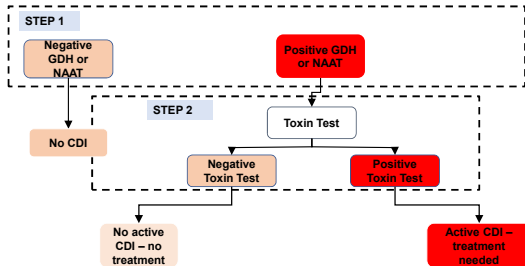 STEP 1
Negative
GDH or
NAAT
Positive GDH
or NAAT
STEP 2
Toxin Test
No CDI
Negative
Toxin Test
Positive
Toxin Test
No active
CDI – no
treatment
Active CDI –
treatment
needed